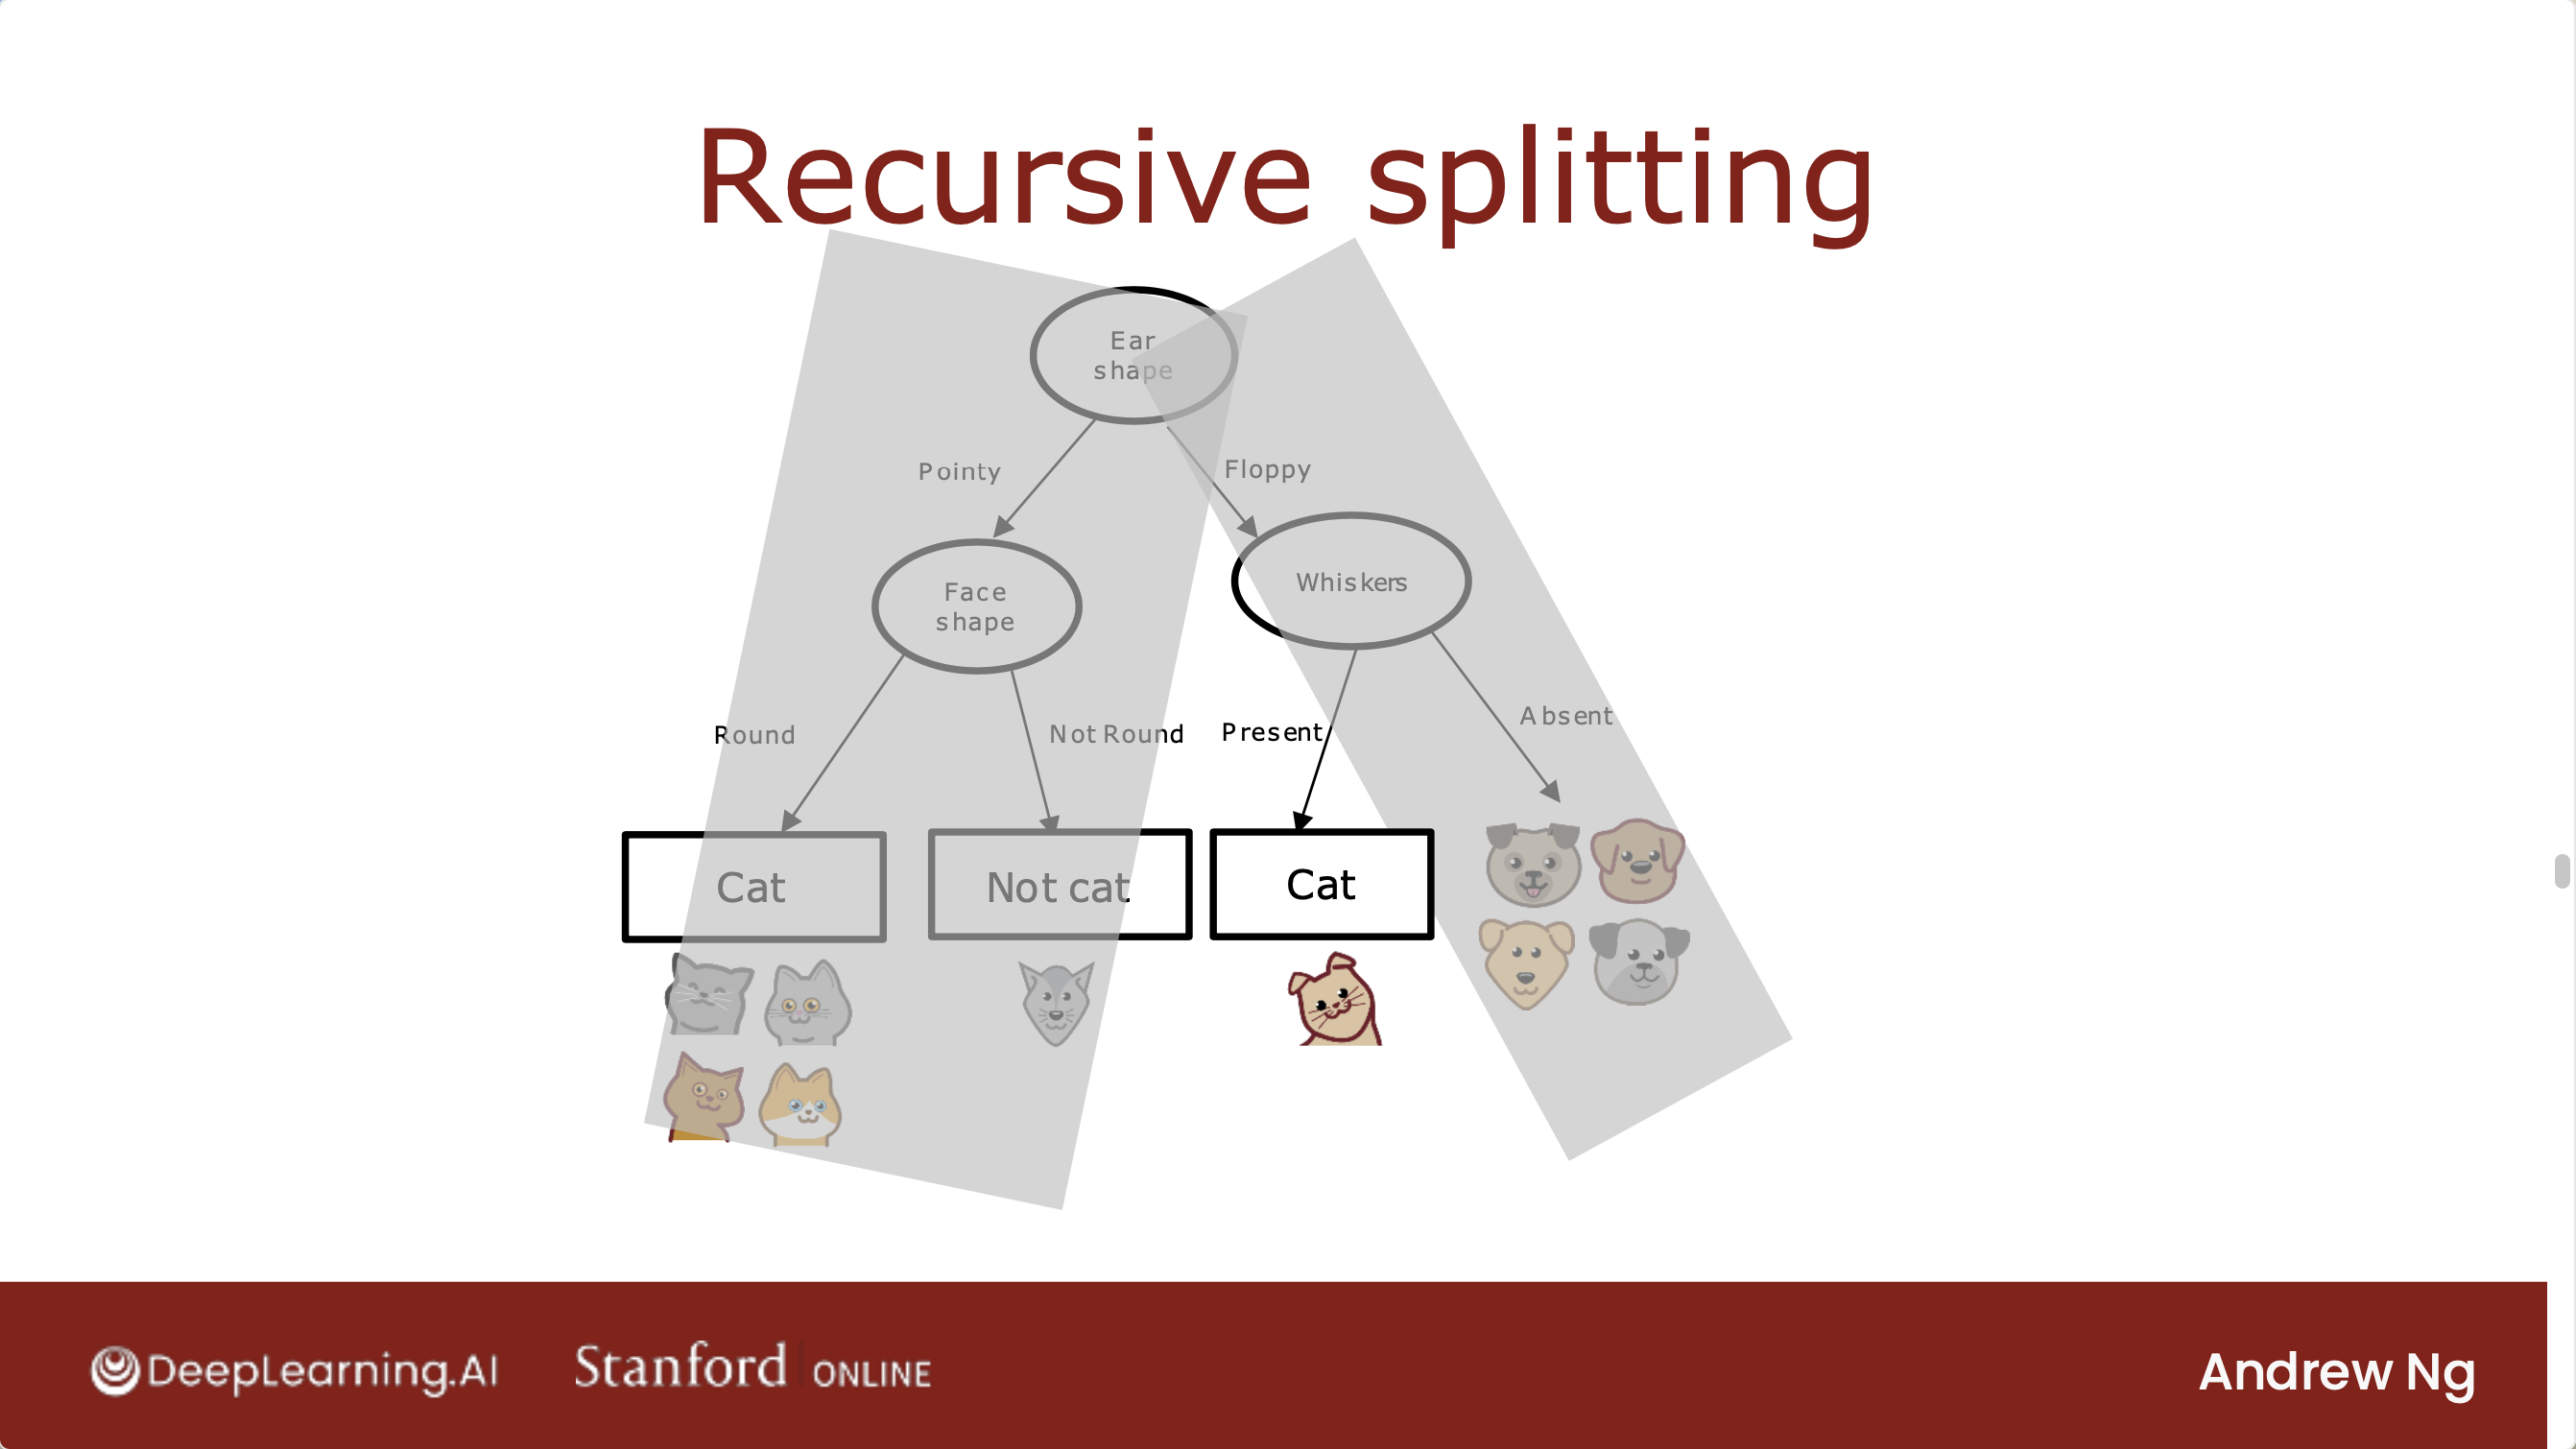 Recursive splitting
Ear
shape
Pointy
Floppy
Face
shape
Whiskers
Round
Not Round
Present
Absent
Cat
Not cat
Cat
DeepLearning.AI
Stanford ONLINE
Andrew Ng